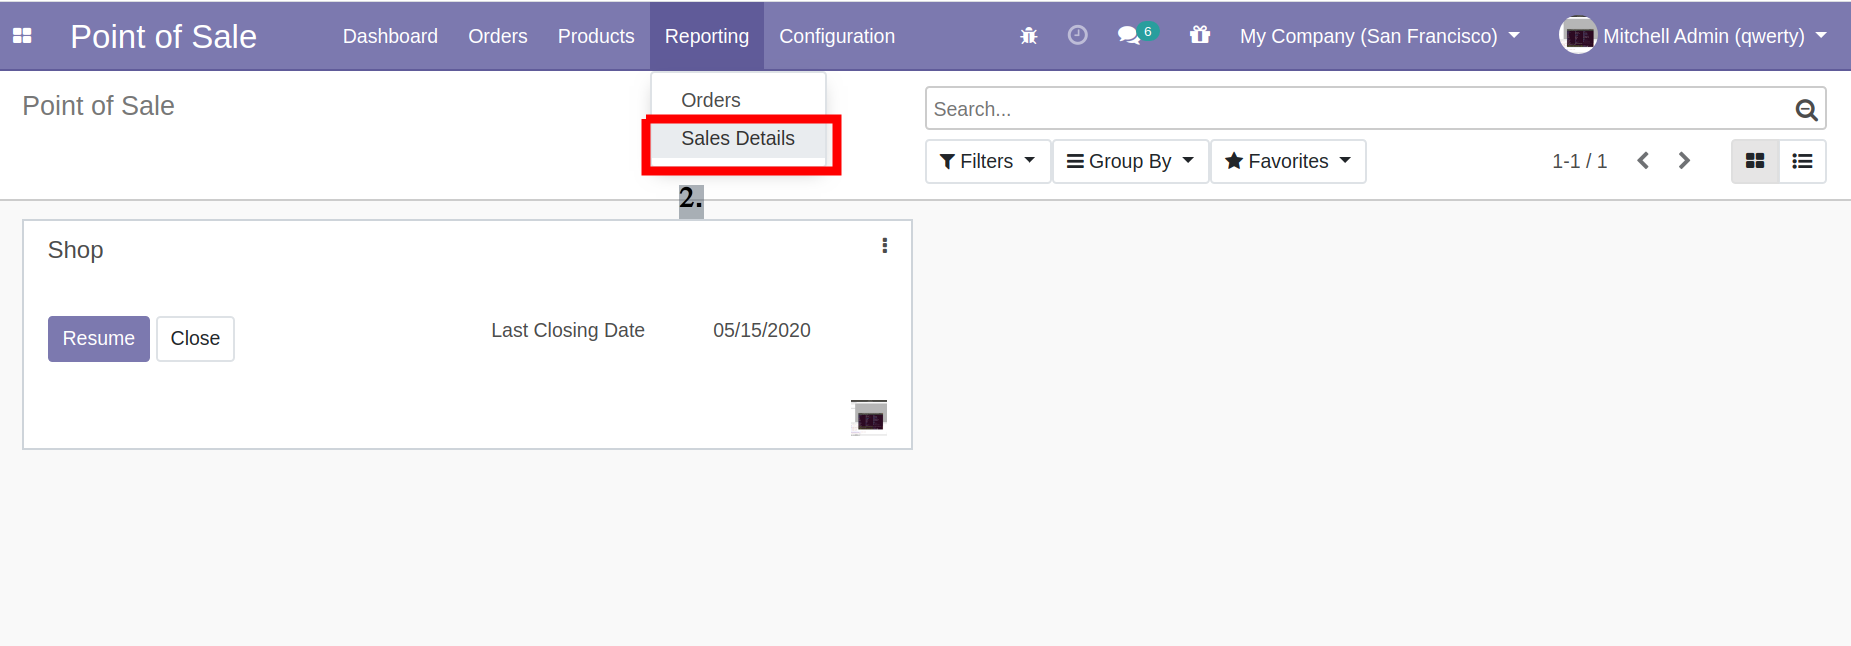 Point of Sale Dashboard Orders Products Reporting Configuration 6 My Company (San Francisco) Mitchell Admin (qwerty)
Point of Sale
Orders
Sales Details
2.
Search...
Filters Group By Favorites 1-1 / 1
Shop
Resume Close Last Closing Date 05/15/2020